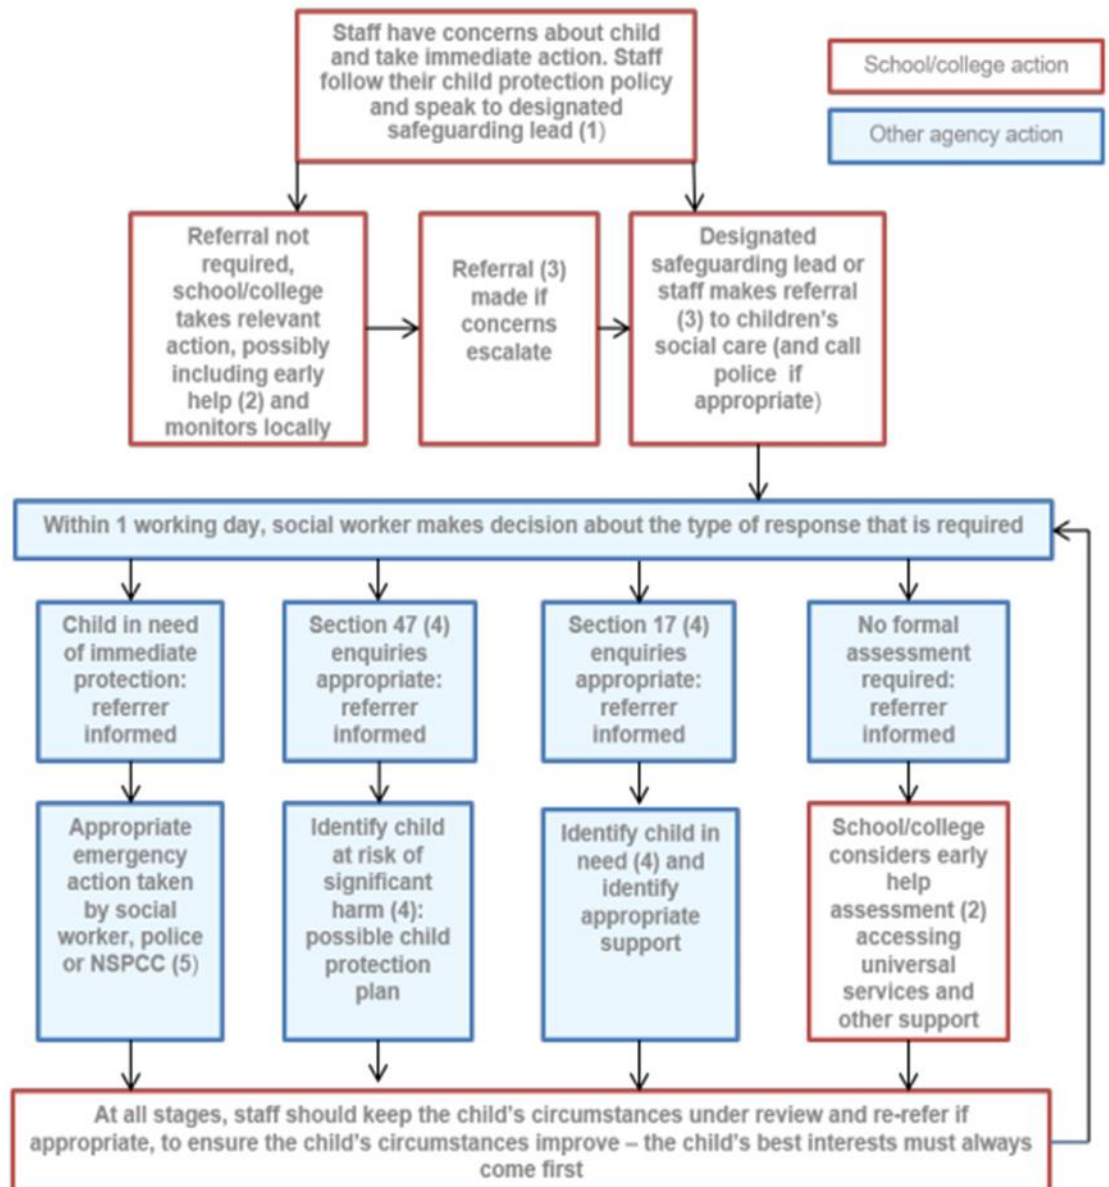 Staff have concerns about child
and take immediate action. Staff
follow their child protection policy
and speak to designated
safeguarding lead (1)
School/college action
Other agency action
Referral not
required,
school/college
takes relevant
action, possibly
including early
help (2) and
monitors locally
Referral (3)
made if
concerns
escalate
Designated
safeguarding lead or
staff makes referral
(3) to children's
social care (and call
police if
appropriate)
Within 1 working day, social worker makes decision about the type of response that is required
Child in need
of immediate
protection:
referrer
informed
Section 47 (4)
enquiries
appropriate:
referrer
informed
Section 17 (4)
enquiries
appropriate:
referrer
informed
No formal
assessment
required:
referrer
informed
Appropriate
emergency
action taken
by social
worker, police
or NSPCC (5)
Identify child
at risk of
significant
harm (4):
possible child
protection
plan
Identify child in
need (4) and
identify
appropriate
support
School/college
considers early
help
assessment (2)
accessing
universal
services and
other support
At all stages, staff should keep the child's circumstances under review and re-refer if
appropriate, to ensure the child's circumstances improve – the child's best interests must always
come first